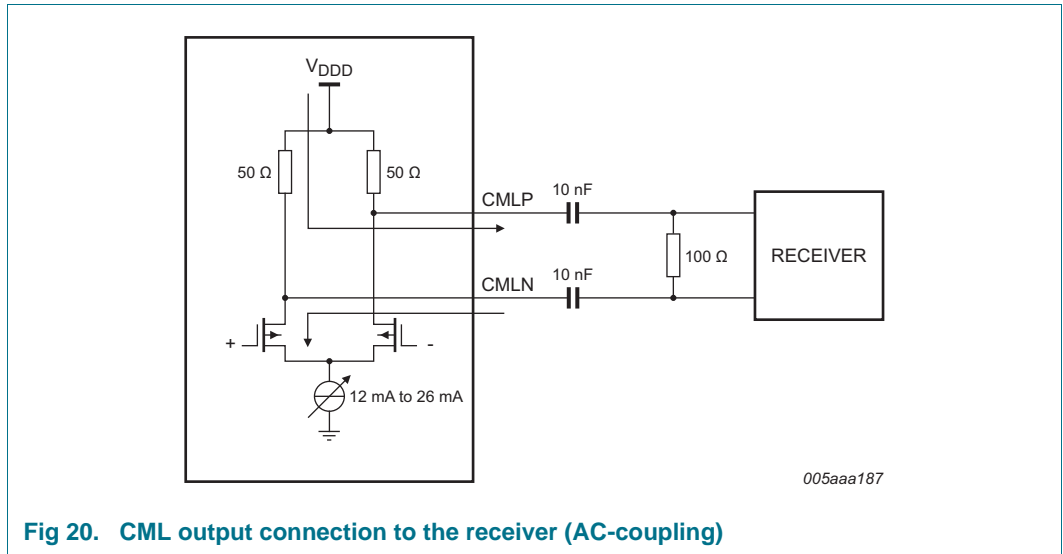 VDDD
50 Ω
50 Ω
CMLP
10 nF
100 Ω
RECEIVER
CMLN
10 nF
+
-
12 mA to 26 mA
005aaa187
Fig 20. CML output connection to the receiver (AC-coupling)